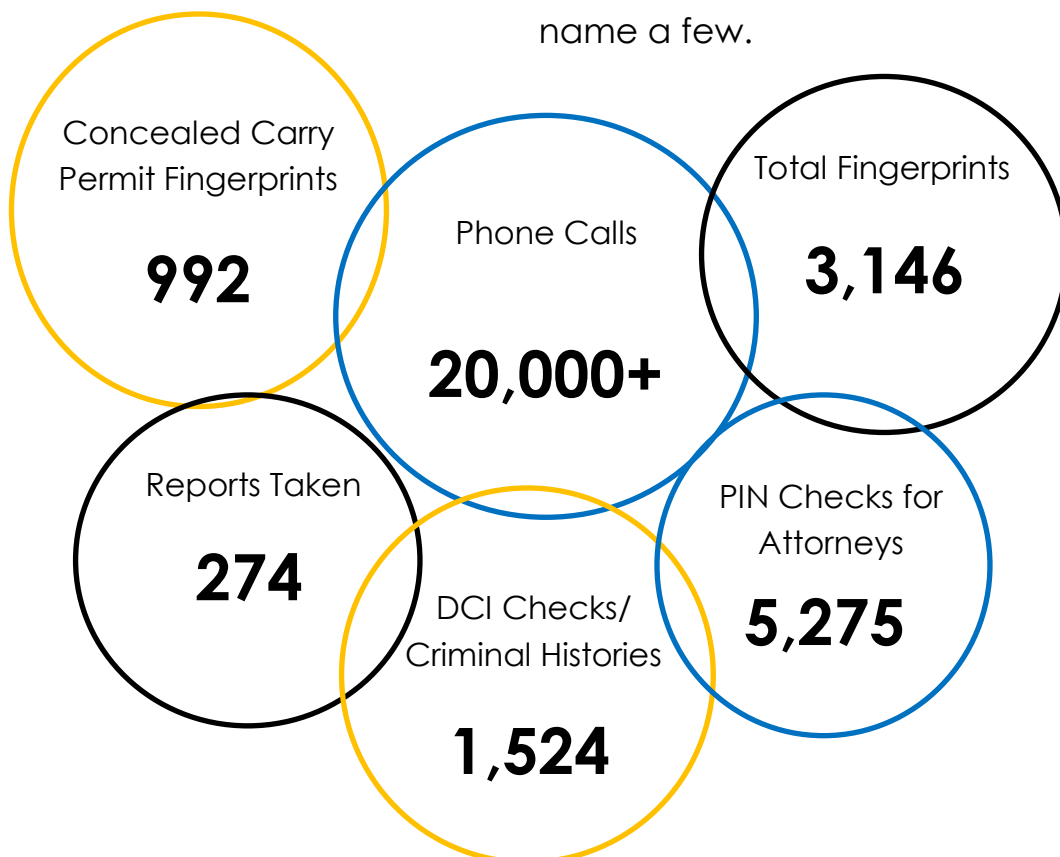 name a few.
Concealed Carry
Permit Fingerprints
992
Phone Calls
20,000+
Total Fingerprints
3,146
Reports Taken
274
DCI Checks/
Criminal Histories
1,524
PIN Checks for
Attorneys
5,275